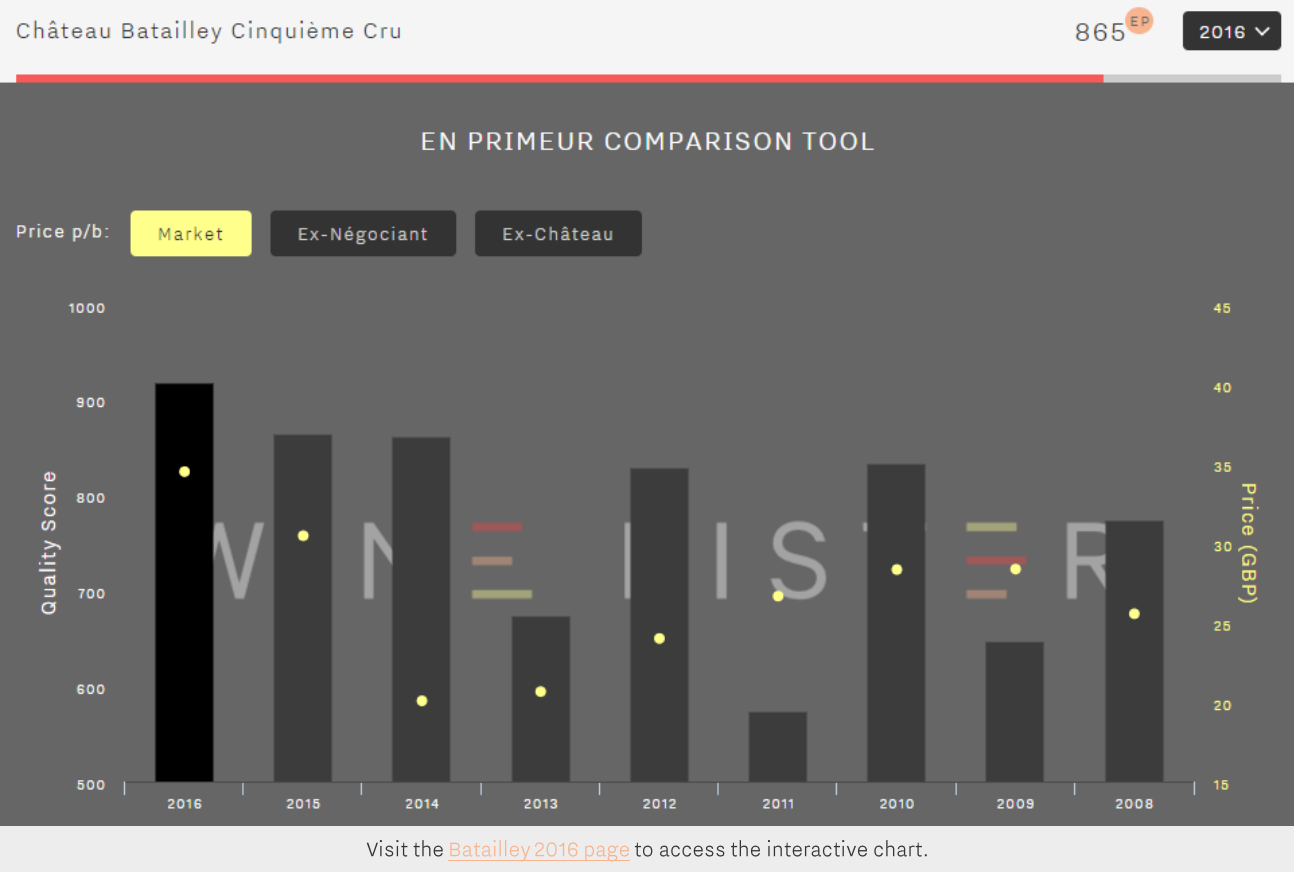 Château Batailley Cinquième Cru
865 EP
2016
EN PRIMEUR COMPARISON TOOL
Price p/b:
Market
Ex-Négociant
Ex-Château
1000
900
800
700
600
500
Quality Score
WINE LISTER
45
40
35
30
25
20
15
Price (GBP)
2016 2015 2014 2013 2012 2011 2010 2009 2008
Visit the Batailley 2016 page to access the interactive chart.